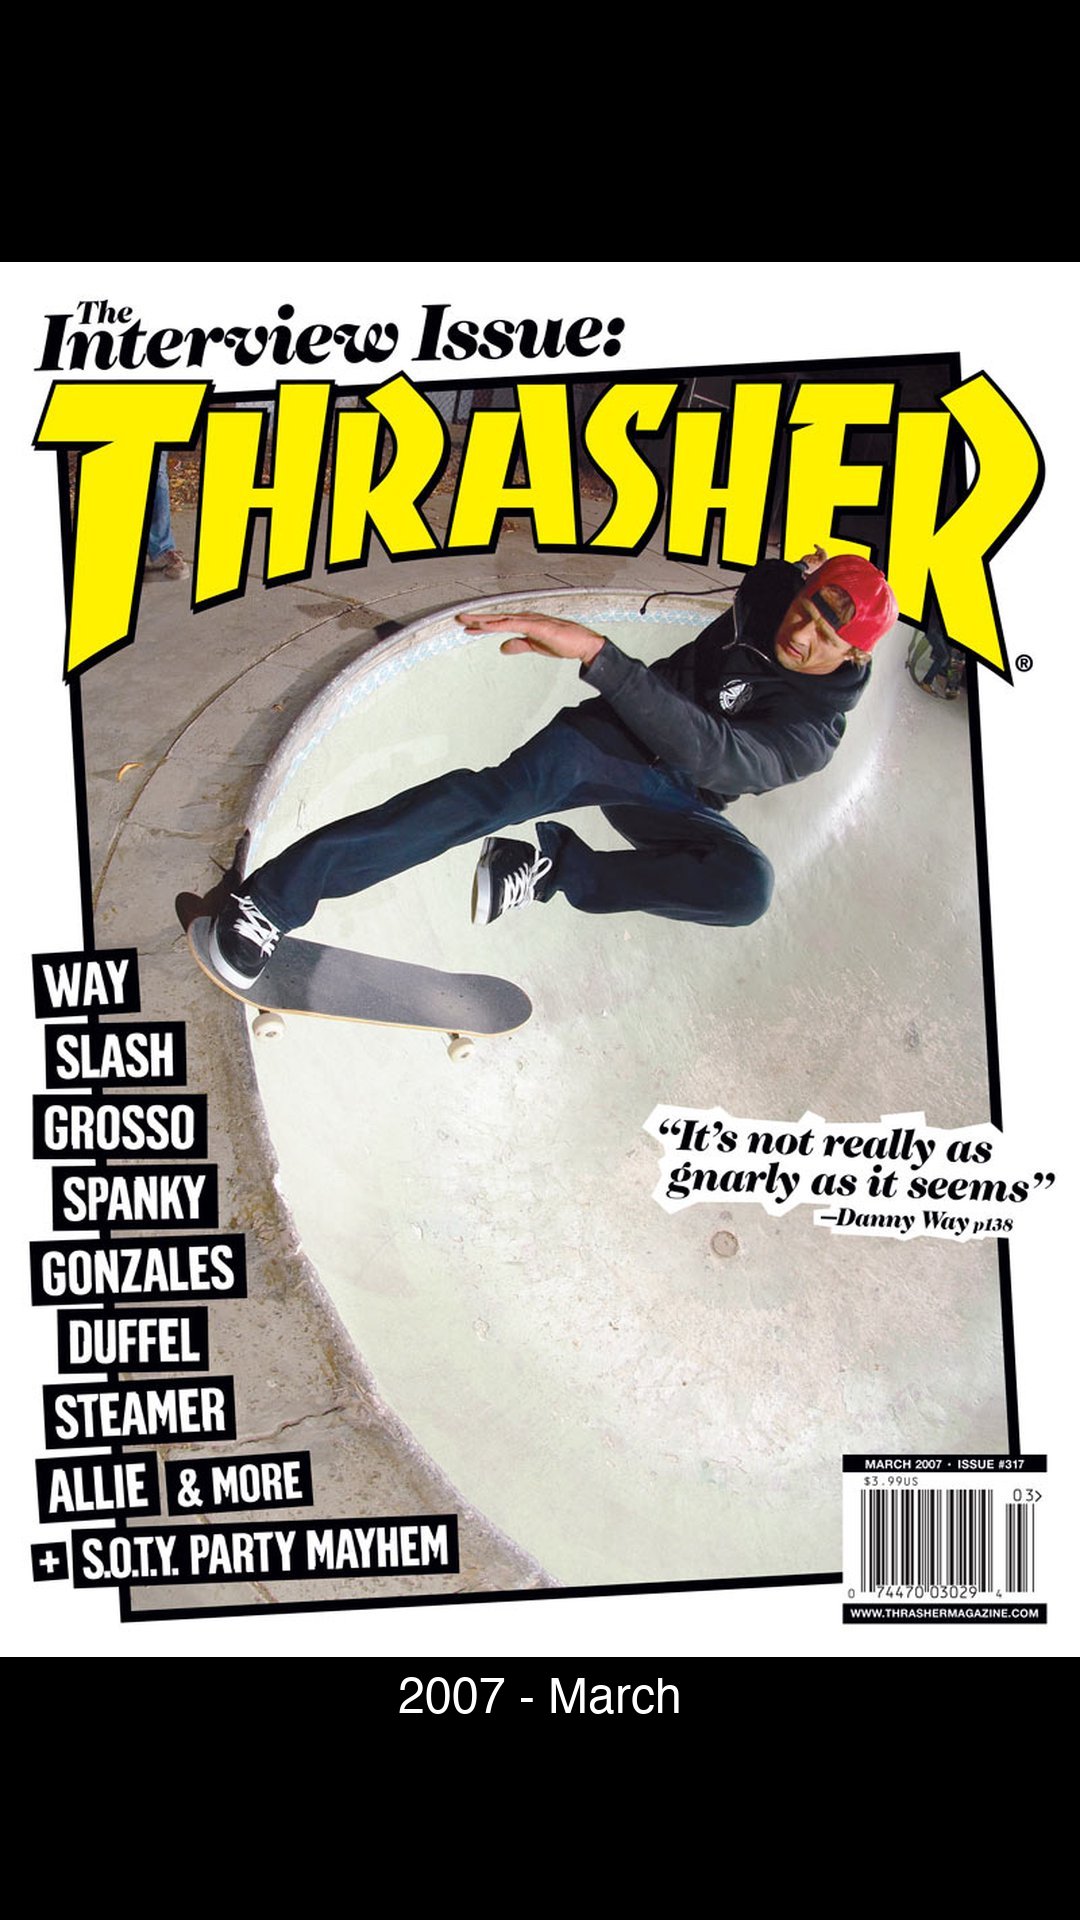 The
Interview Issue:
THRASHER®
WAY
SLASH
GROSSO
SPANKY
GONZALES
DUFFEL
STEAMER
ALLIE & MORE
+ S.O.T.Y. PARTY MAYHEM
“It’s not really as
gnarly as it seems”
–Danny Way p138
MARCH 2007 • ISSUE #317
$3.99US
03>
0 74470 03029 4
WWW.THRASHERMAGAZINE.COM
2007 - March